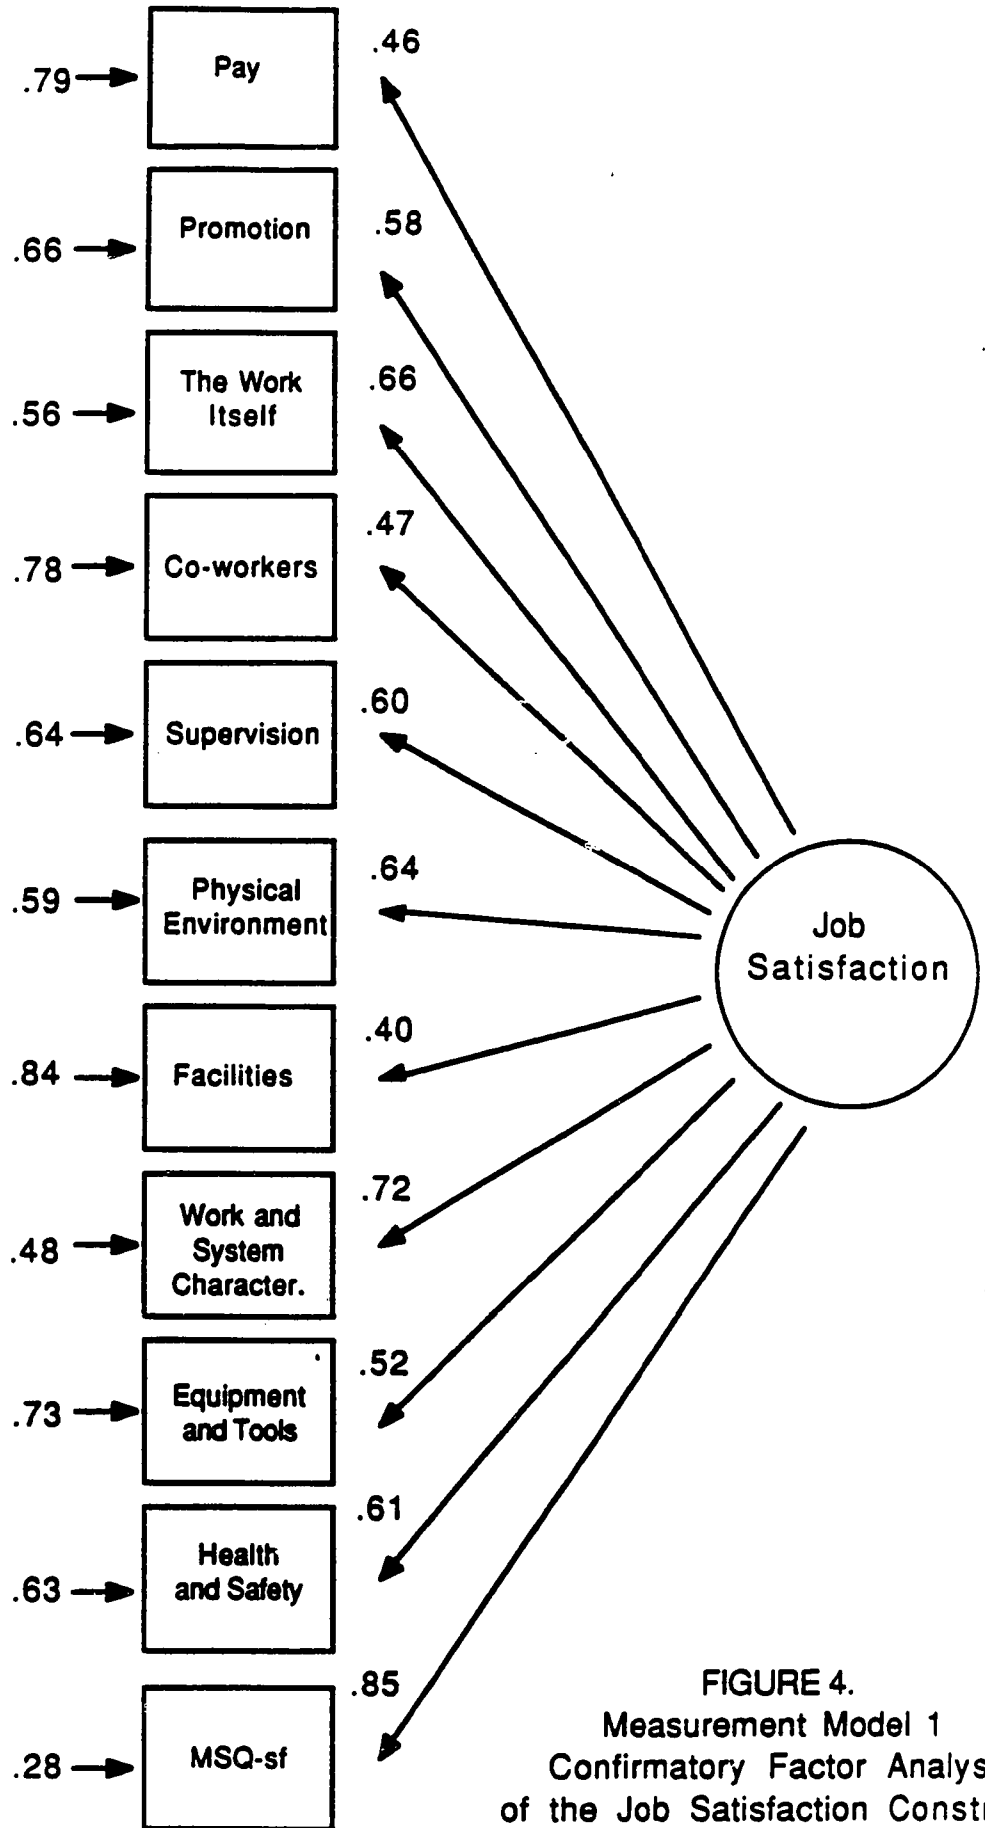 .79
Pay
.46
.66
Promotion
.58
.56
The Work
Itself
.66
.78
Co-workers
.47
.64
Supervision
.60
.59
Physical
Environment
.64
Job
Satisfaction
.84
Facilities
.40
.48
Work and
System
Character.
.72
.73
Equipment
and Tools
.52
.63
Health
and Safety
.61
.28
MSQ-sf
.85
FIGURE 4.
Measurement Model 1
Confirmatory Factor Analys
of the Job Satisfaction Constr